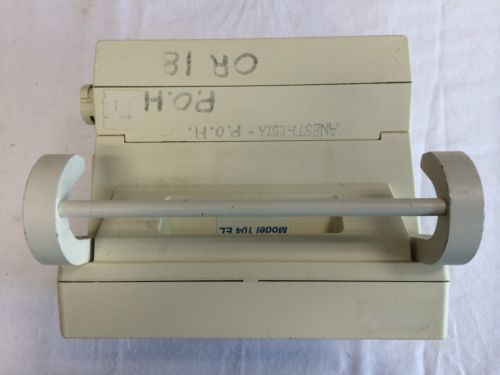 OR 18
P.O.H
ANESTHESIA - P.O.H.
Model 104 EL